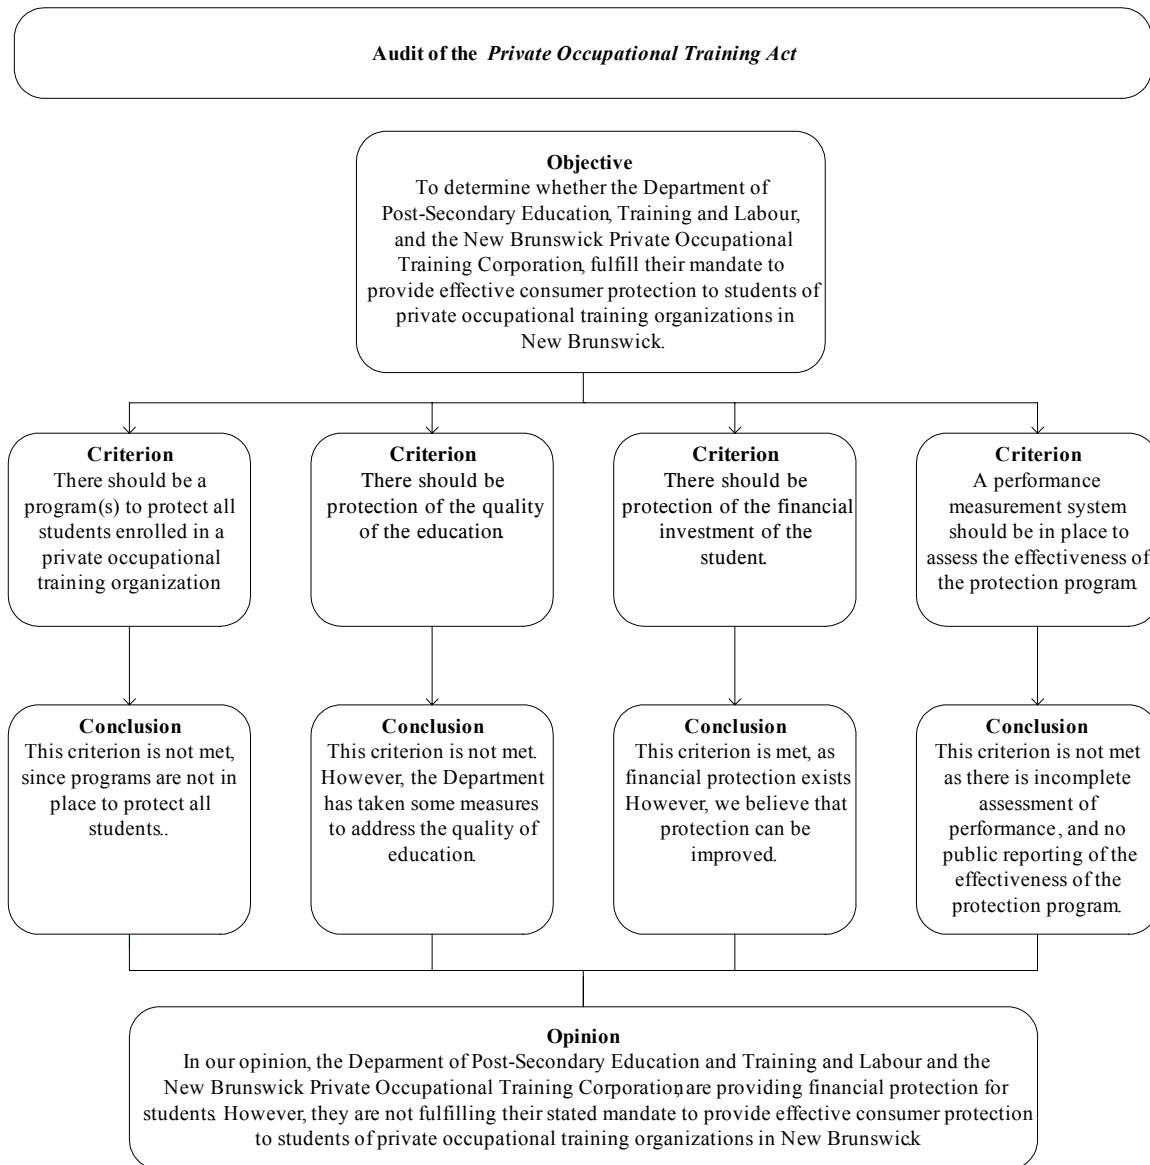 Audit of the Private Occupational Training Act
Objective
To determine whether the Department of
Post-Secondary Education, Training and Labour,
and the New Brunswick Private Occupational
Training Corporation, fulfill their mandate to
provide effective consumer protection to students of
private occupational training organizations in
New Brunswick.
Criterion
There should be a
program(s) to protect all
students enrolled in a
private occupational
training organization
Criterion
There should be
protection of the quality
of the education.
Criterion
There should be
protection of the financial
investment of the
student.
Criterion
A performance
measurement system
should be in place to
assess the effectiveness of
the protection program.
Conclusion
This criterion is not met,
since programs are not in
place to protect all
students..
Conclusion
This criterion is not met.
However, the Department
has taken some measures
to address the quality of
education.
Conclusion
This criterion is met, as
financial protection exists
However, we believe that
protection can be
improved.
Conclusion
This criterion is not met
as there is incomplete
assessment of
performance, and no
public reporting of the
effectiveness of the
protection program.
Opinion
In our opinion, the Deparment of Post-Secondary Education and Training and Labour and the
New Brunswick Private Occupational Training Corporation, are providing financial protection for
students. However, they are not fulfilling their stated mandate to provide effective consumer protection
to students of private occupational training organizations in New Brunswick.